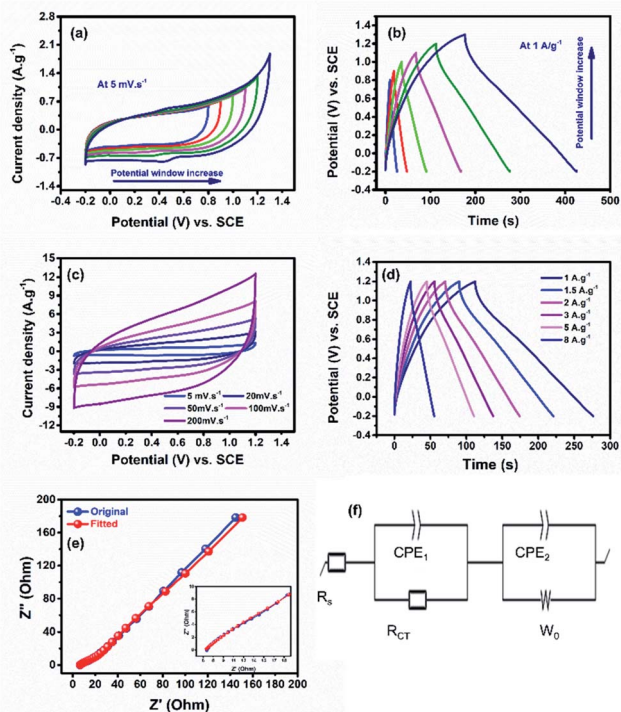 (a)
At 5 mV.s-1
Potential window increase
Current density (A.g-1)
2.8
2.1
1.4
0.7
0.0
-0.7
-1.4
-0.4 -0.2 0.0 0.2 0.4 0.6 0.8 1.0 1.2 1.4
Potential (V) vs. SCE
(b)
At 1 A/g-1
Potential window increase
Potential (V) vs. SCE
1.4
1.2
1.0
0.8
0.6
0.4
0.2
0.0
-0.2
-0.4
0 100 200 300 400 500
Time (s)
(c)
Current density (A.g-1)
15
12
9
6
3
0
-3
-6
-9
-12
5 mV.s-1 20mV.s-1
50mV.s-1 100mV.s-1
200mV.s-1
-0.2 0.0 0.2 0.4 0.6 0.8 1.0 1.2 1.4
Potential (V) vs. SCE
(d)
1 A.g-1
1.5 A.g-1
2 A.g-1
3 A.g-1
5 A.g-1
8 A.g-1
Potential (V) vs. SCE
1.6
1.4
1.2
1.0
0.8
0.6
0.4
0.2
0.0
-0.2
-0.4
0 50 100 150 200 250 300
Time (s)
Original
Fitted
(e)
Z'' (Ohm)
200
160
120
80
40
0
0 20 40 60 80 100 120 140 160 180 200
Z' (Ohm)
Z'' (Ohm)
Z' (Ohm)
(f)
CPE1
CPE2
Rs
RCT
W0